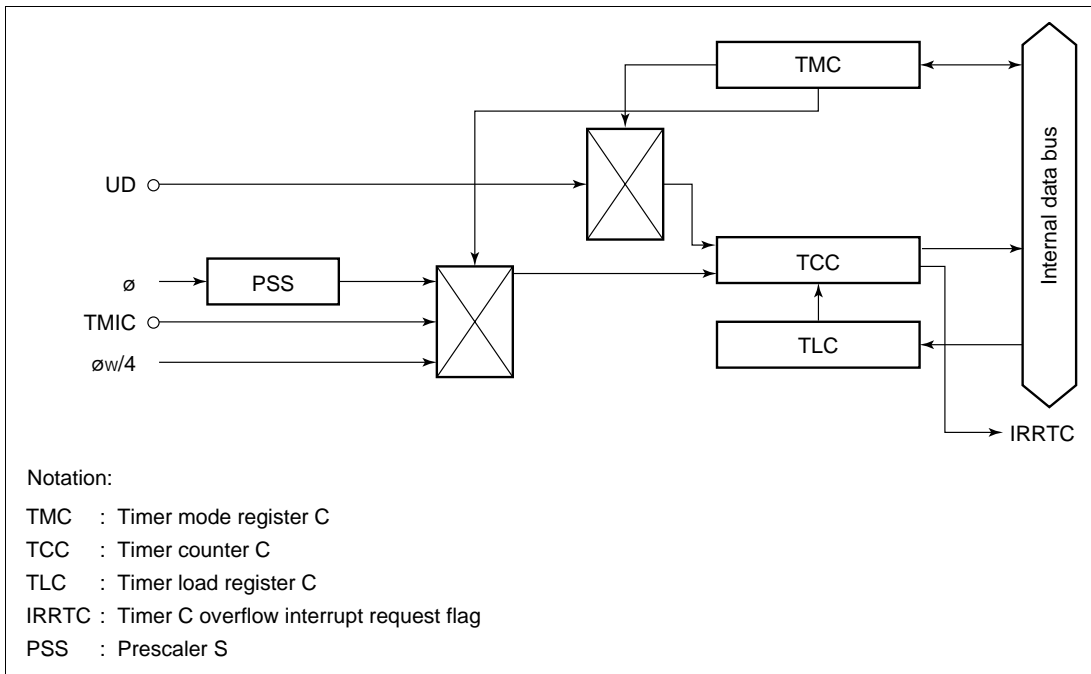 TMC
UD
TCC
ø
PSS
TMIC
TLC
øw/4
Internal data bus
IRRTC
Notation:
TMC : Timer mode register C
TCC : Timer counter C
TLC : Timer load register C
IRRTC : Timer C overflow interrupt request flag
PSS : Prescaler S